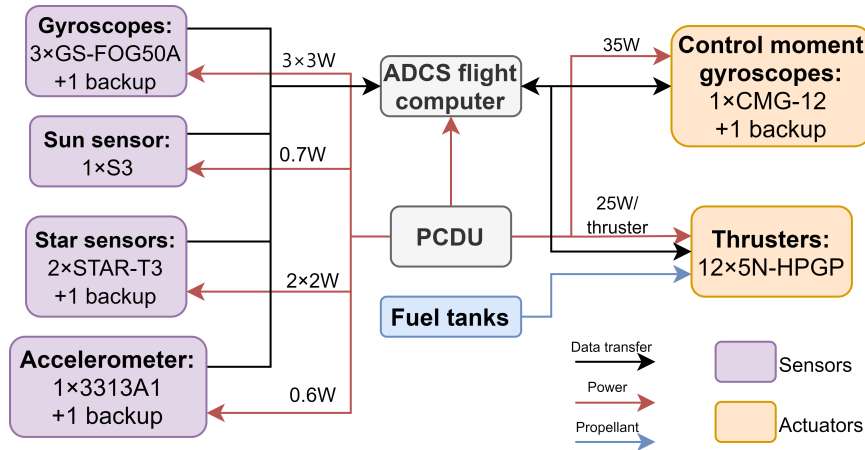 Gyroscopes:
3×GS-FOG50A
+1 backup
Sun sensor:
1×S3
Star sensors:
2×STAR-T3
+1 backup
Accelerometer:
1×3313A1
+1 backup
3×3W
0.7W
2×2W
0.6W
ADCS flight
computer
PCDU
Fuel tanks
35W
25W/
thruster
Control moment
gyroscopes:
1×CMG-12
+1 backup
Thrusters:
12×5N-HPGP
Data transfer
Power
Propellant
Sensors
Actuators